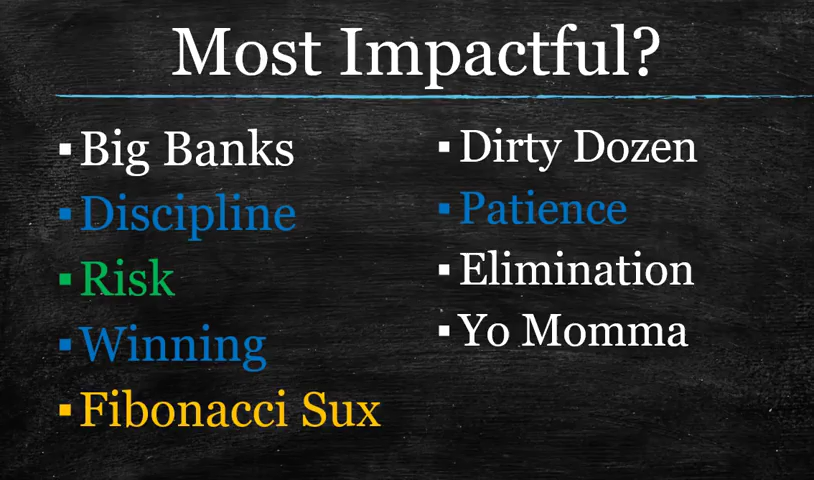 Most Impactful?
▪Big Banks
▪Discipline
▪Risk
▪Winning
▪Fibonacci Sux
▪Dirty Dozen
▪Patience
▪Elimination
▪Yo Momma